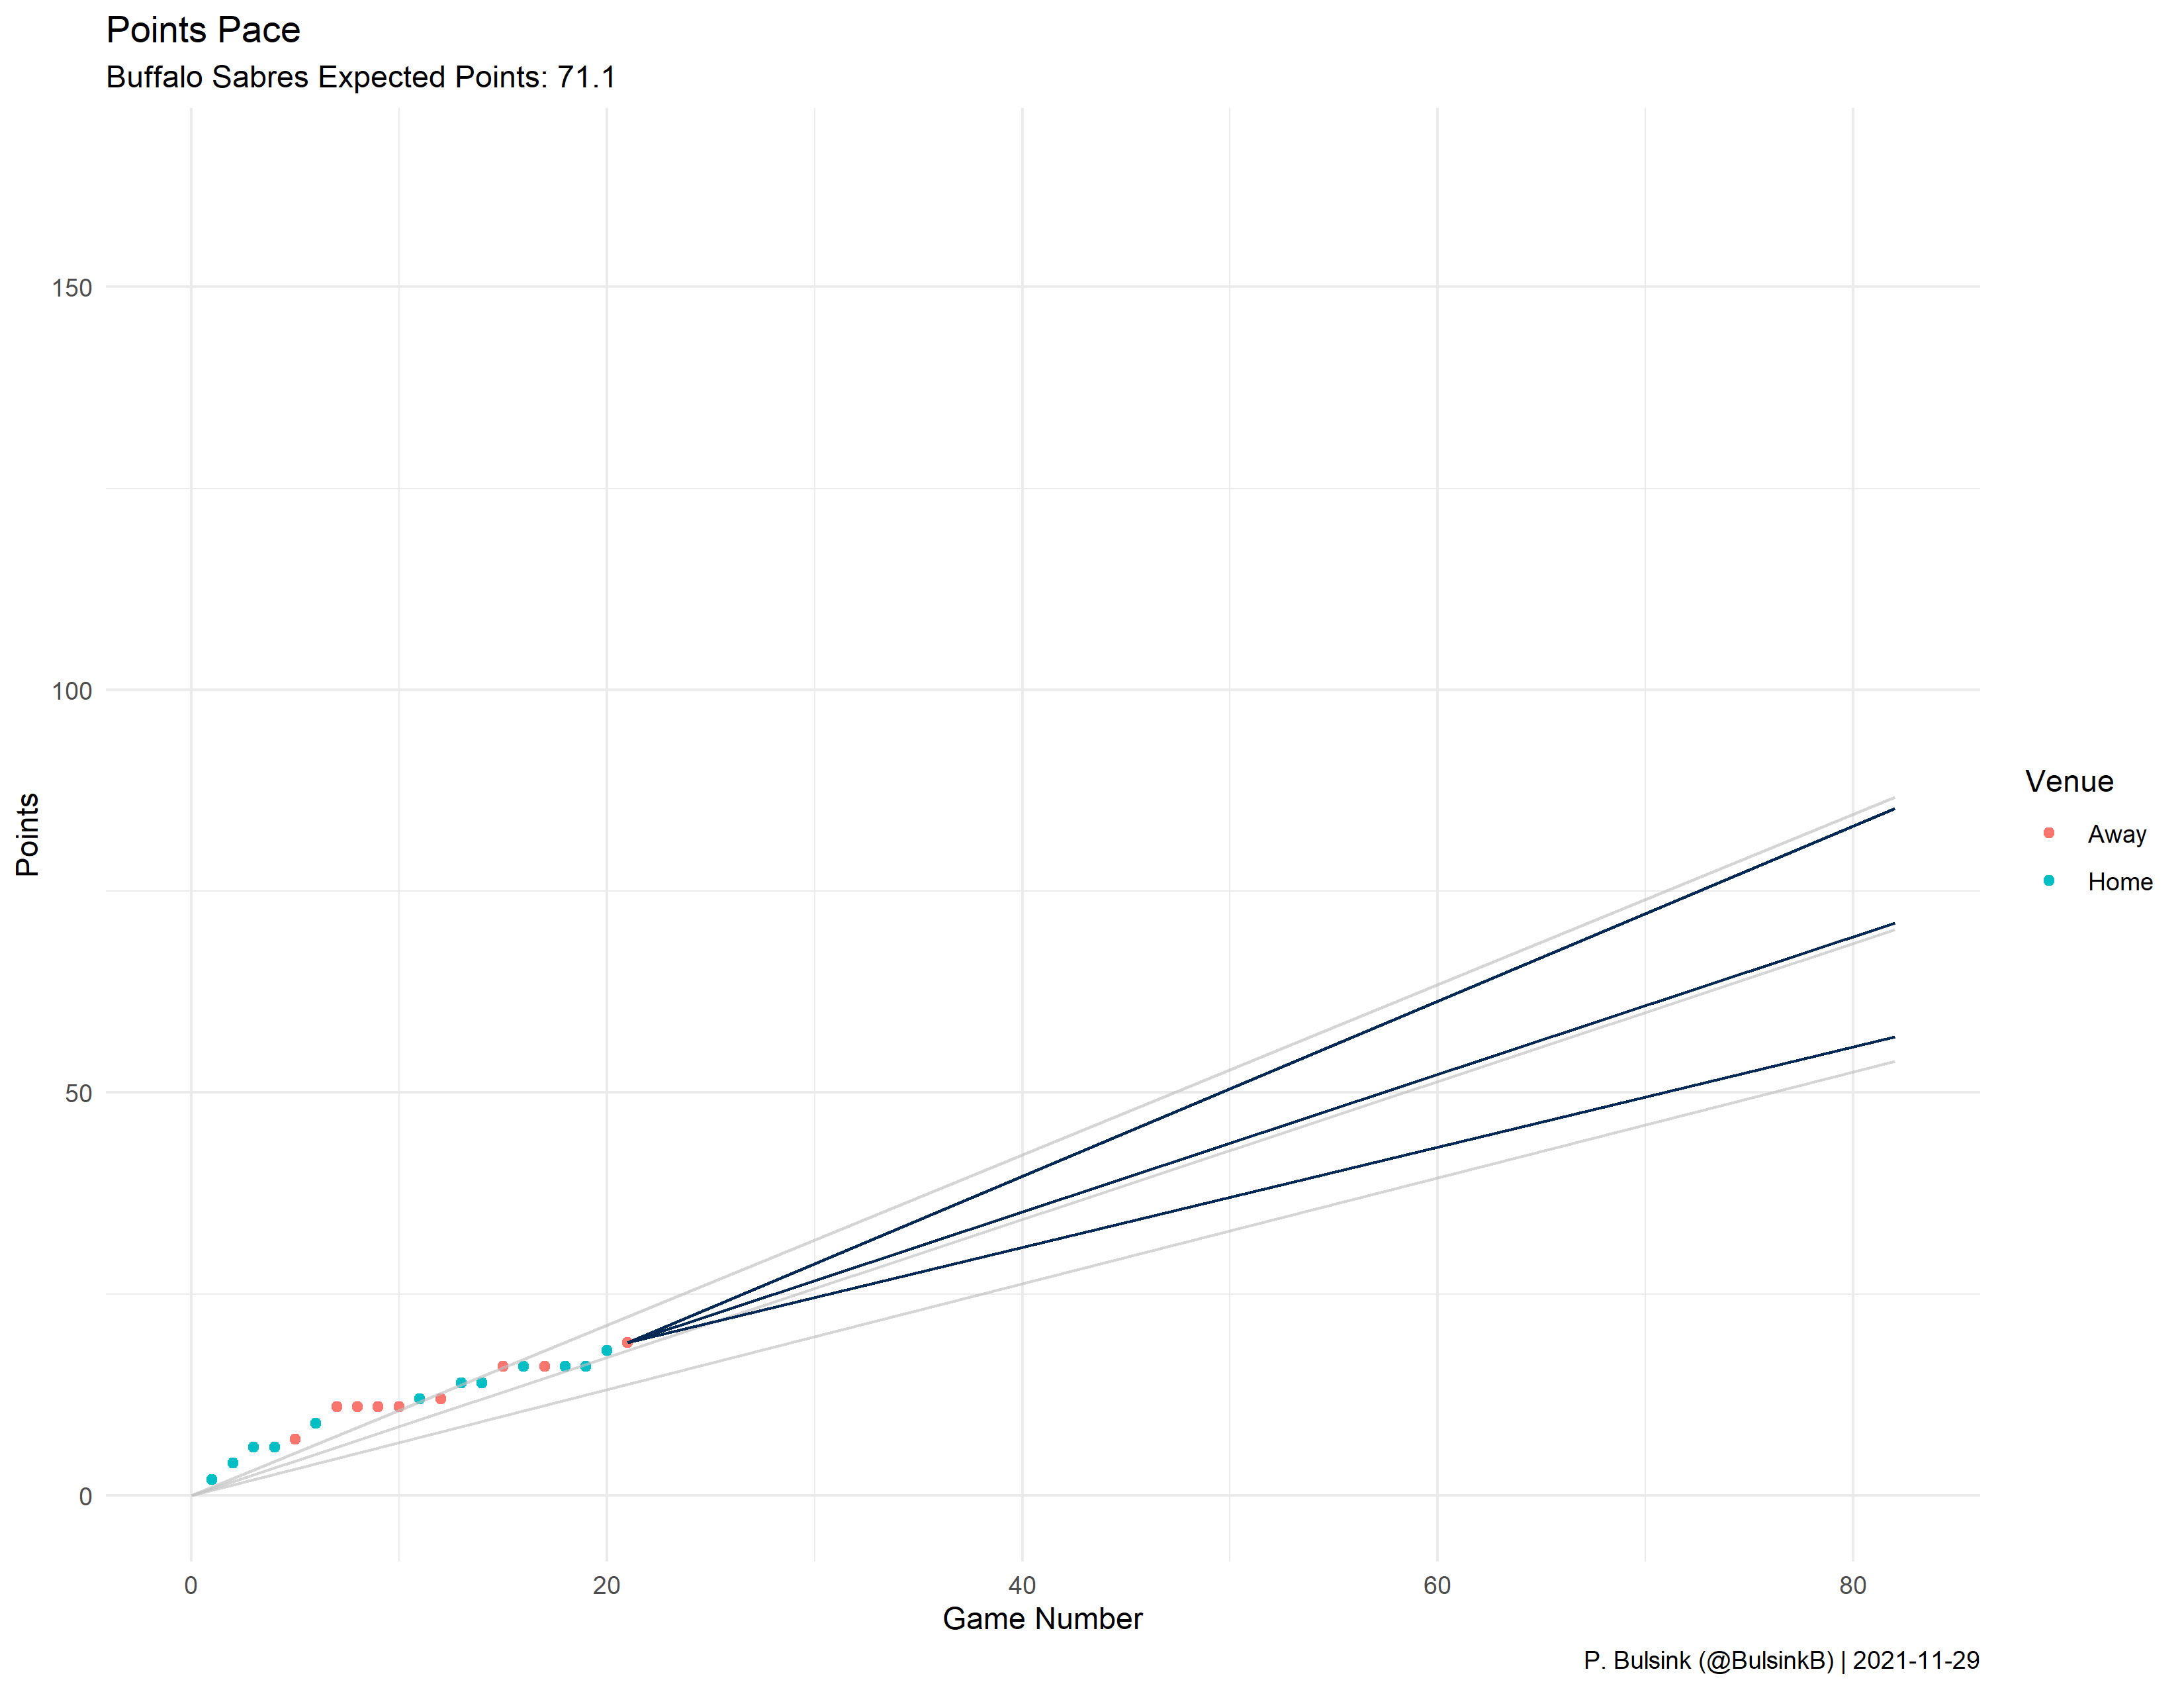 Points Pace
Buffalo Sabres Expected Points: 71.1
150
100
50
0
Points
0 20 40 60 80
Game Number
Venue
Away
Home
P. Bulsink (@BulsinkB) | 2021-11-29